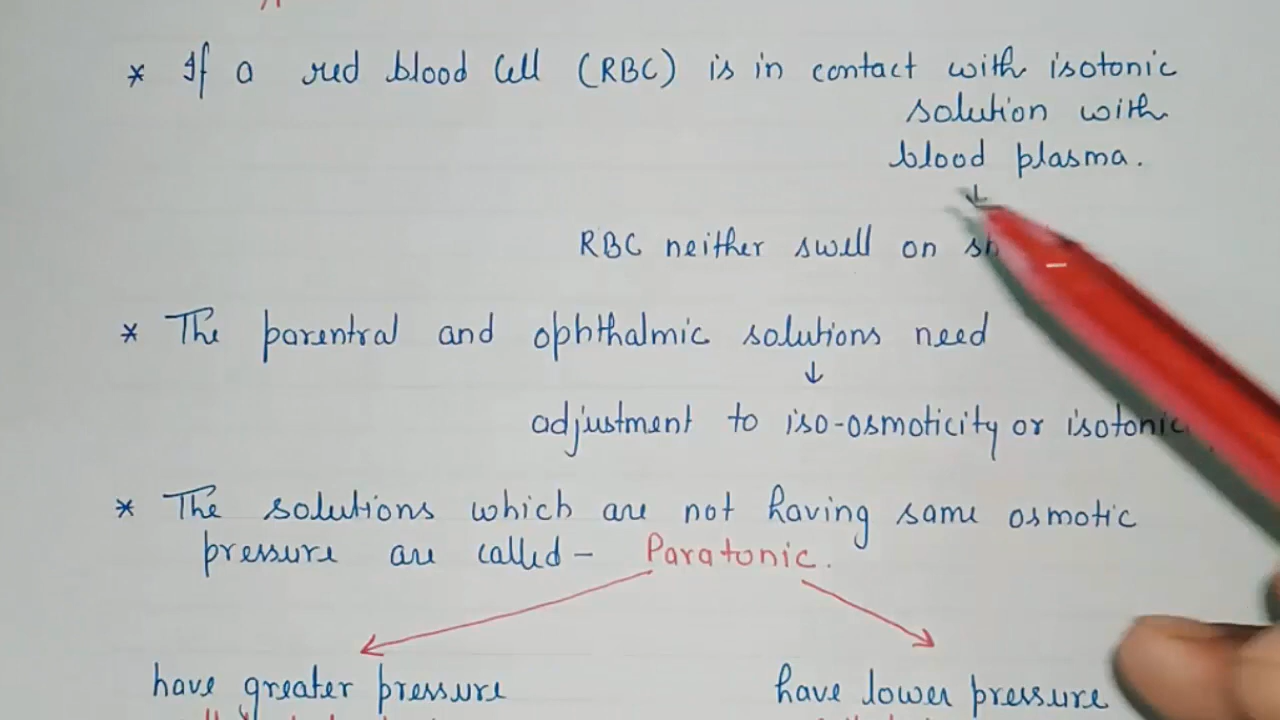 * If a red blood cell (RBC) is in contact with isotonic
solution with
blood plasma.
↓
RBC neither swell on
* The parentral and ophthalmic solutions need
↓
adjustment to iso-osmoticity or isotonic
* The solutions which are not having same osmotic
pressure are called - Paratonic.
have greater pressure have lower pressure